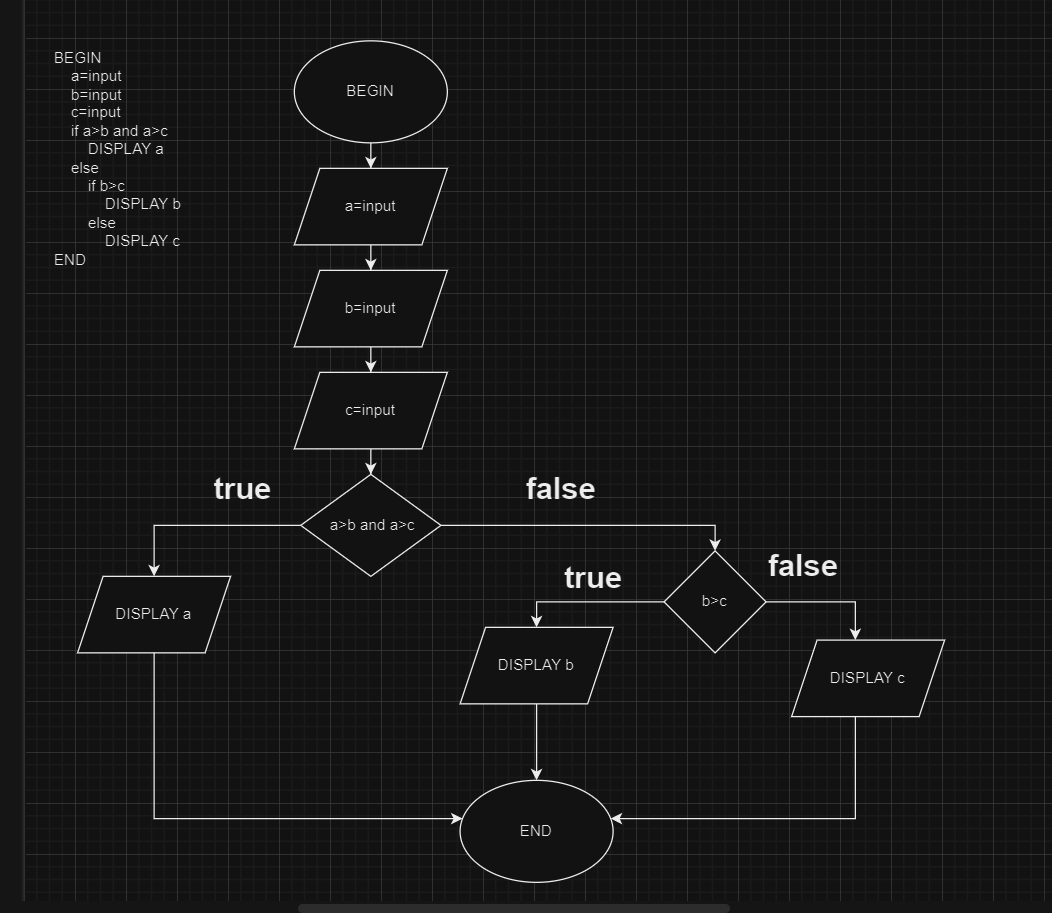 BEGIN
a=input
b=input
c=input
if a>b and a>c
DISPLAY a
else
if b>c
DISPLAY b
else
DISPLAY c
END
BEGIN
a=input
b=input
c=input
true
false
a>b and a>c
true
false
b>c
DISPLAY a
DISPLAY b
DISPLAY c
END